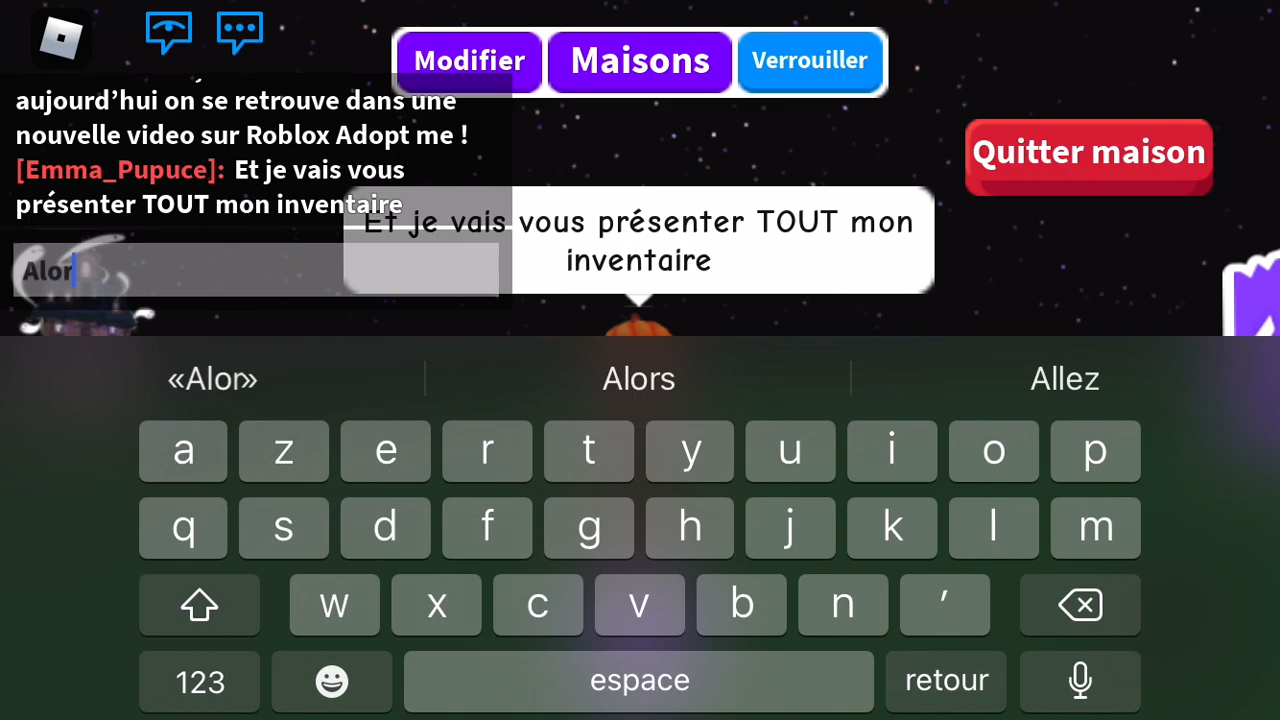 Modifier
Maisons
Verrouiller
aujourd’hui on se retrouve dans une
nouvelle video sur Roblox Adopt me !
[Emma_Pupuce]: Et je vais vous
présenter TOUT mon inventaire
Quitter maison
Et je vais vous présenter TOUT mon
inventaire
Alor
«Alor» Alors Allez
a z e r t y u i o p
q s d f g h j k l m
w x c v b n ’
123 espace retour